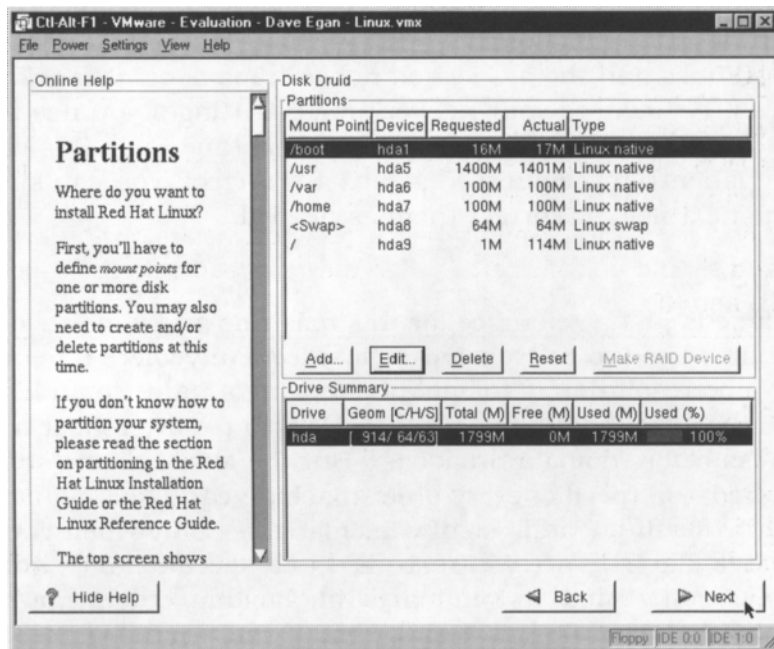 Ctl-Alt-F1 - VMware - Evaluation - Dave Egan - Linux.vmx
File Power Settings View Help
Online Help
Partitions
Where do you want to
install Red Hat Linux?
First, you'll have to
define mount points for
one or more disk
partitions. You may also
need to create and/or
delete partitions at this
time.
If you don't know how to
partition your system,
please read the section
on partitioning in the Red
Hat Linux Installation
Guide or the Red Hat
Linux Reference Guide.
The top screen shows
Disk Druid
Partitions
Mount Point Device Requested Actual Type
/boot hda1 16M 17M Linux native
/usr hda5 1400M 1401M Linux native
/var hda6 100M 100M Linux native
/home hda7 100M 100M Linux native
<Swap> hda8 64M 64M Linux swap
/ hda9 1M 114M Linux native
Add... Edit... Delete Reset Make RAID Device
Drive Summary
Drive Geom [C/H/S] Total (M) Free (M) Used (M) Used (%)
hda [ 914/ 64/63] 1799M 0M 1799M 100%
? Hide Help
Back Next
Floppy IDE 0:0 IDE 1:0